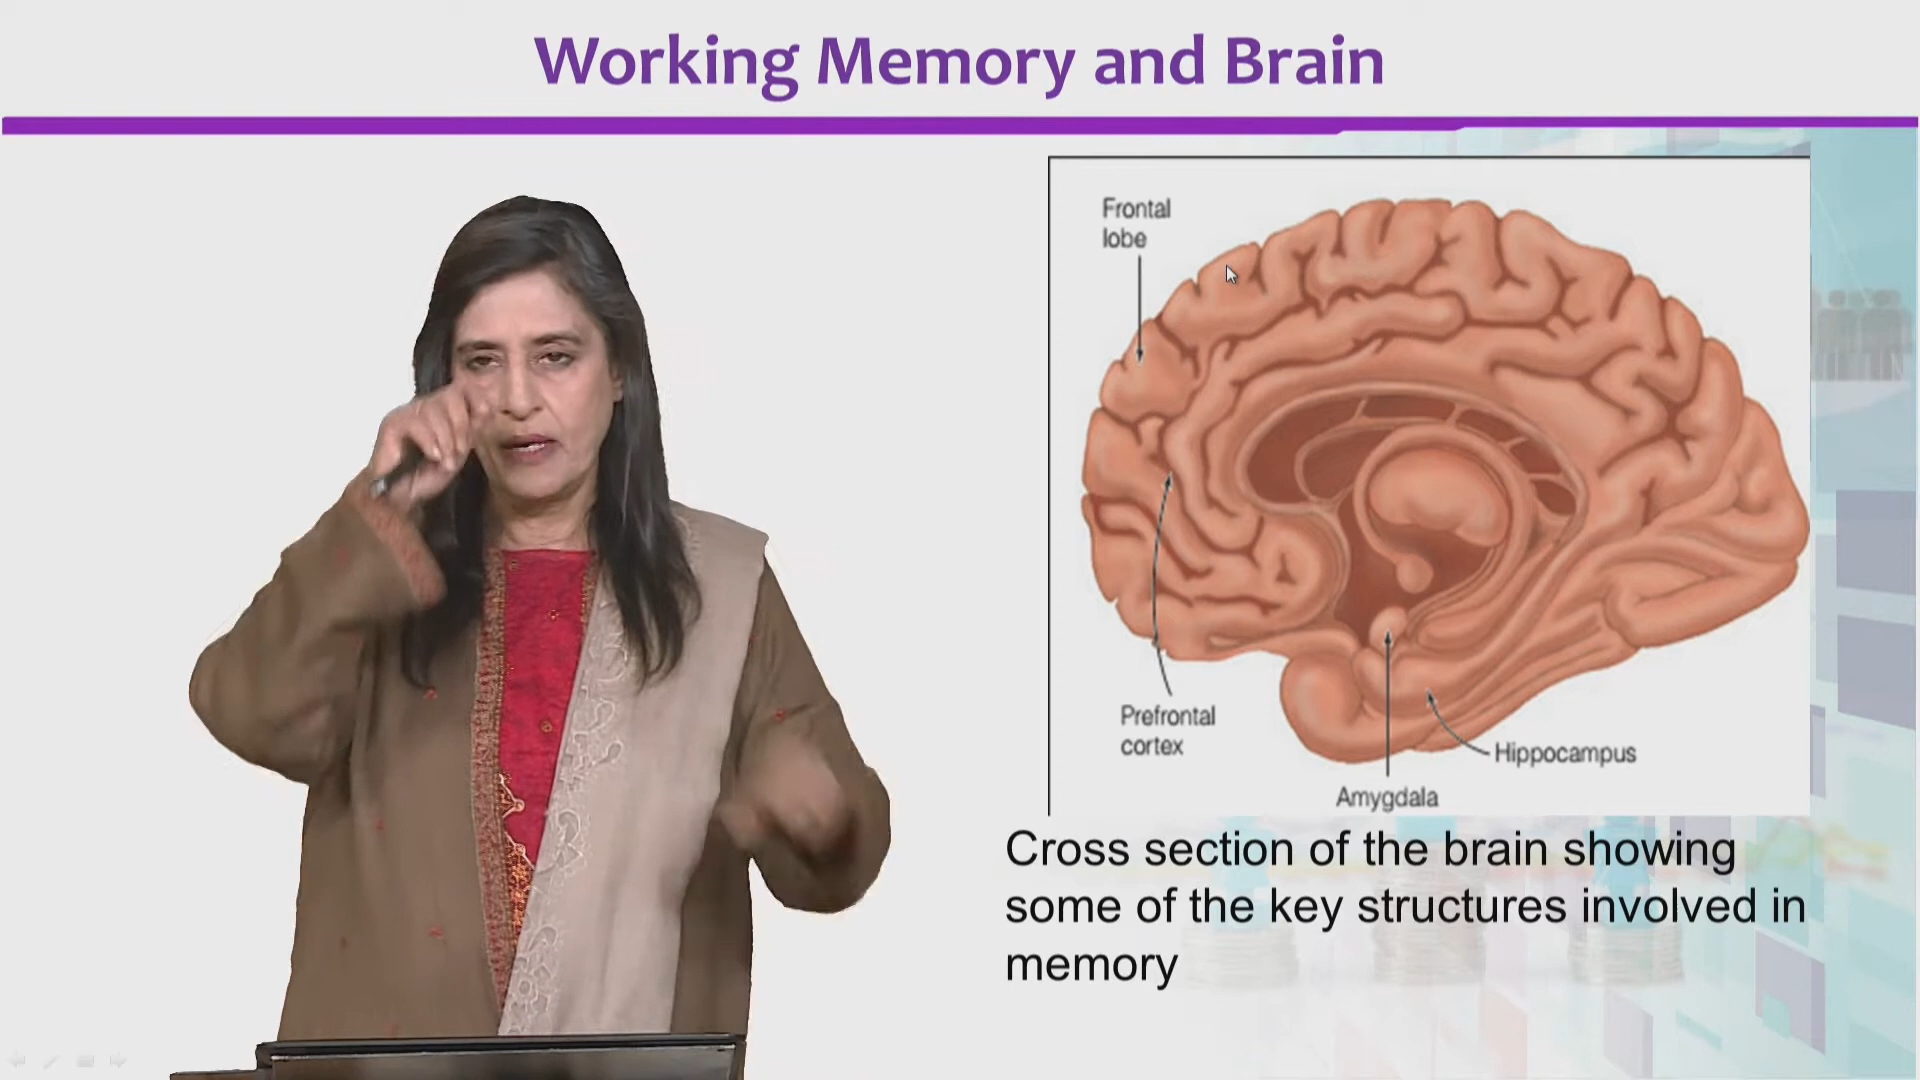 Working Memory and Brain
Frontal
lobe
Prefrontal
cortex
Hippocampus
Amygdala
Cross section of the brain showing
some of the key structures involved in
memory